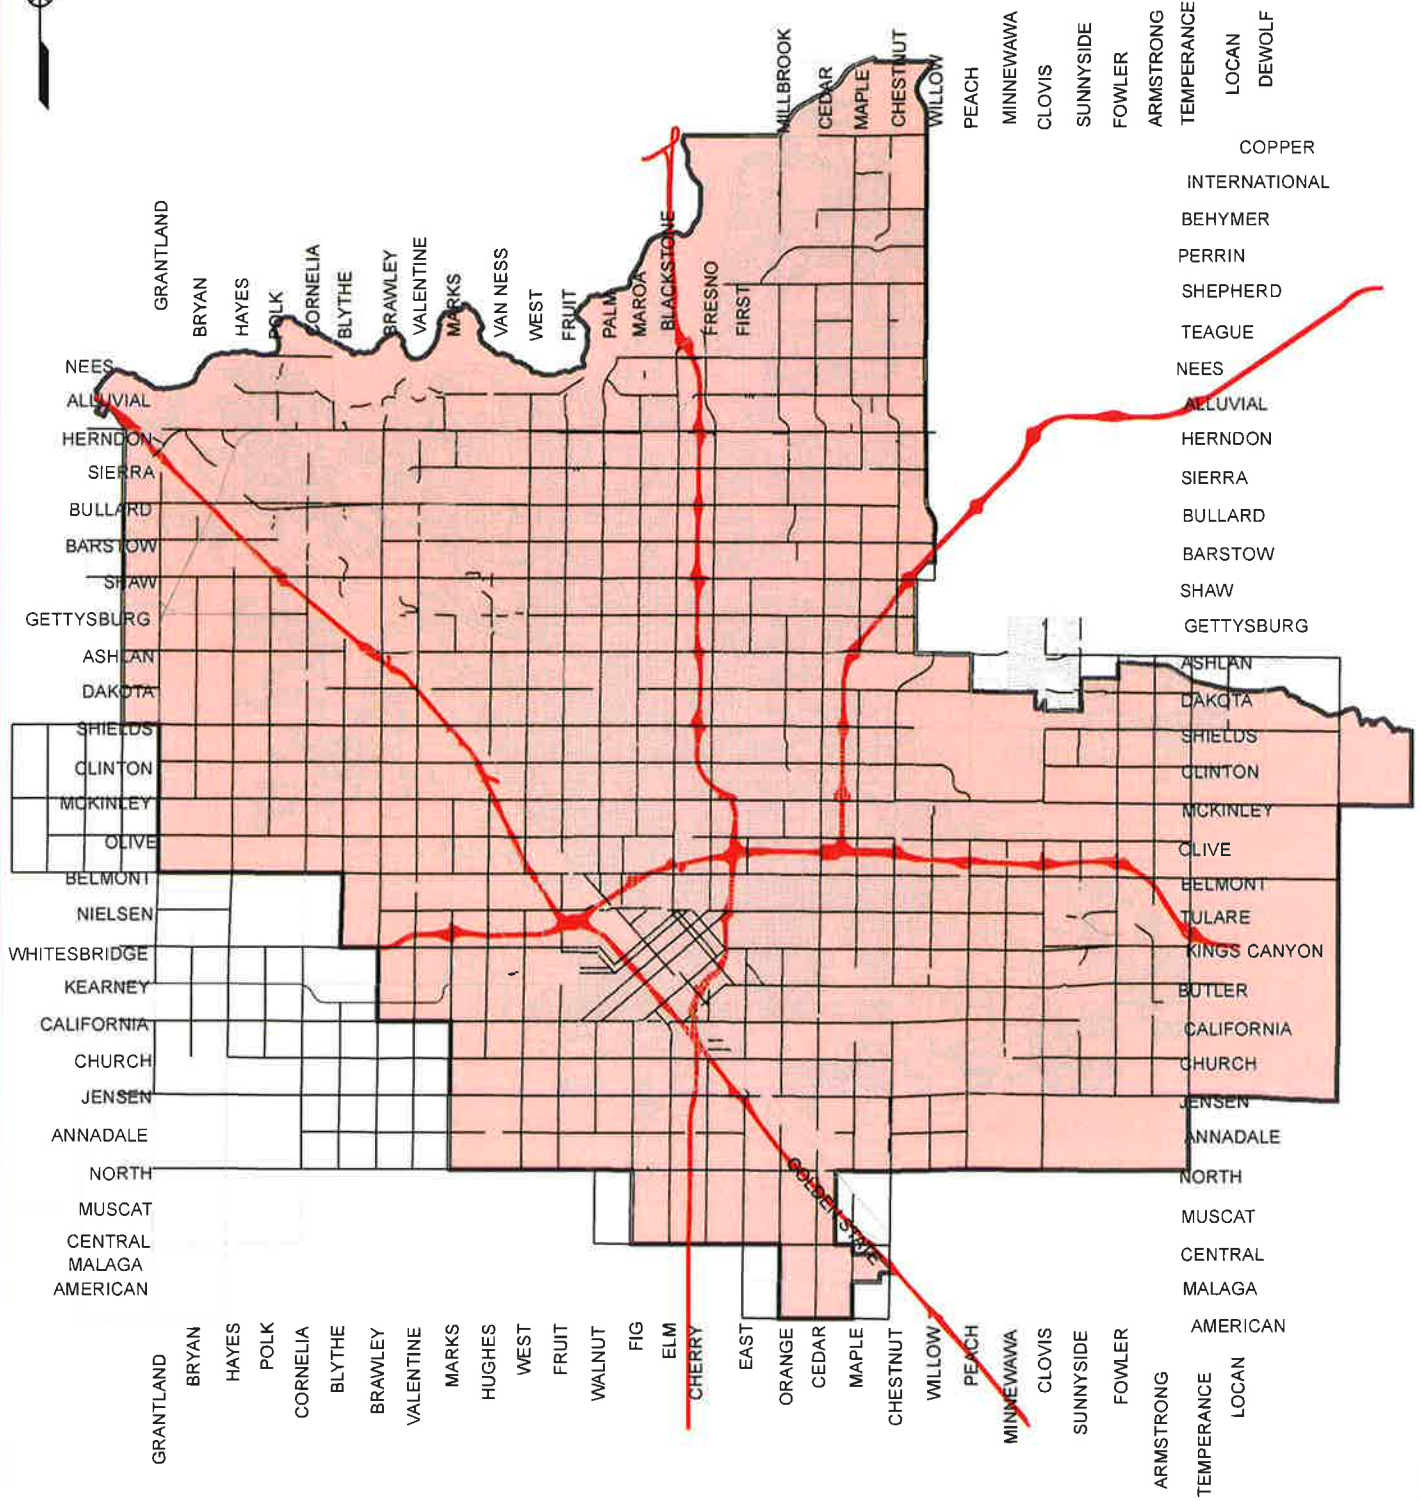 MILLBROOK
CEDAR
MAPLE
CHESTNUT
WILLOW
PEACH
MINNEWAWA
CLOVIS
SUNNYSIDE
FOWLER
ARMSTRONG
TEMPERANCE
LOCAN
DEWOLF
GRANTLAND
BRYAN
HAYES
POLK
CORNELIA
BLYTHE
BRAWLEY
VALENTINE
MARKS
VAN NESS
WEST
FRUIT
PALM
MAROA
BLACKSTONE
FRESNO
FIRST
COPPER
INTERNATIONAL
BEHYMER
PERRIN
SHEPHERD
TEAGUE
NEES
ALLUVIAL
HERNDON
SIERRA
BULLARD
BARSTOW
SHAW
GETTYSBURG
ASHLAN
DAKOTA
SHIELDS
CLINTON
MCKINLEY
OLIVE
BELMONT
TULARE
KINGS CANYON
BUTLER
CALIFORNIA
CHURCH
JENSEN
ANNADALE
NORTH
MUSCAT
CENTRAL
MALAGA
AMERICAN
NEES
ALLUVIAL
HERNDON
SIERRA
BULLARD
BARSTOW
SHAW
GETTYSBURG
ASHLAN
DAKOTA
SHIELDS
CLINTON
MCKINLEY
OLIVE
BELMONT
NIELSEN
WHITESBRIDGE
KEARNEY
CALIFORNIA
CHURCH
JENSEN
ANNADALE
NORTH
MUSCAT
CENTRAL
MALAGA
AMERICAN
GOLDEN STATE
GRANTLAND
BRYAN
HAYES
POLK
CORNELIA
BLYTHE
BRAWLEY
VALENTINE
MARKS
HUGHES
WEST
FRUIT
WALNUT
FIG
ELM
CHERRY
EAST
ORANGE
CEDAR
MAPLE
CHESTNUT
WILLOW
PEACH
MINNEWAWA
CLOVIS
SUNNYSIDE
FOWLER
ARMSTRONG
TEMPERANCE
LOCAN